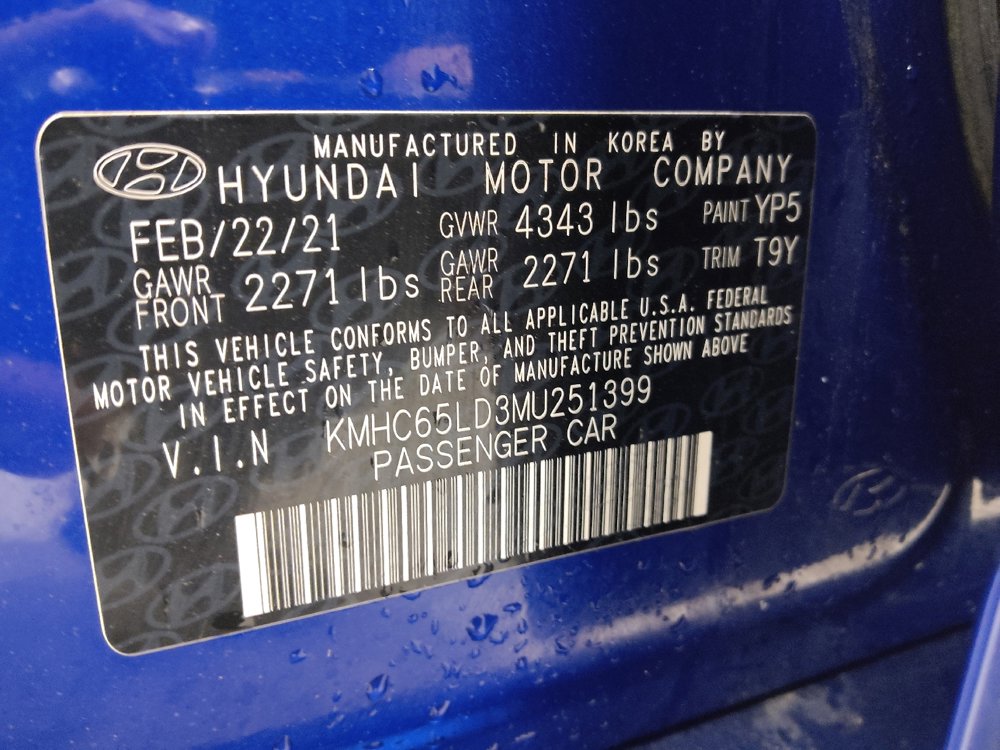 MANUFACTURED IN KOREA BY
HYUNDAI MOTOR COMPANY
FEB/22/21 GVWR 4343 lbs PAINT YP5
GAWR FRONT 2271 lbs GAWR REAR 2271 lbs TRIM T9Y
THIS VEHICLE CONFORMS TO ALL APPLICABLE U.S.A. FEDERAL
MOTOR VEHICLE SAFETY, BUMPER, AND THEFT PREVENTION STANDARDS
IN EFFECT ON THE DATE OF MANUFACTURE SHOWN ABOVE
V.I.N KMHC65LD3MU251399
PASSENGER CAR